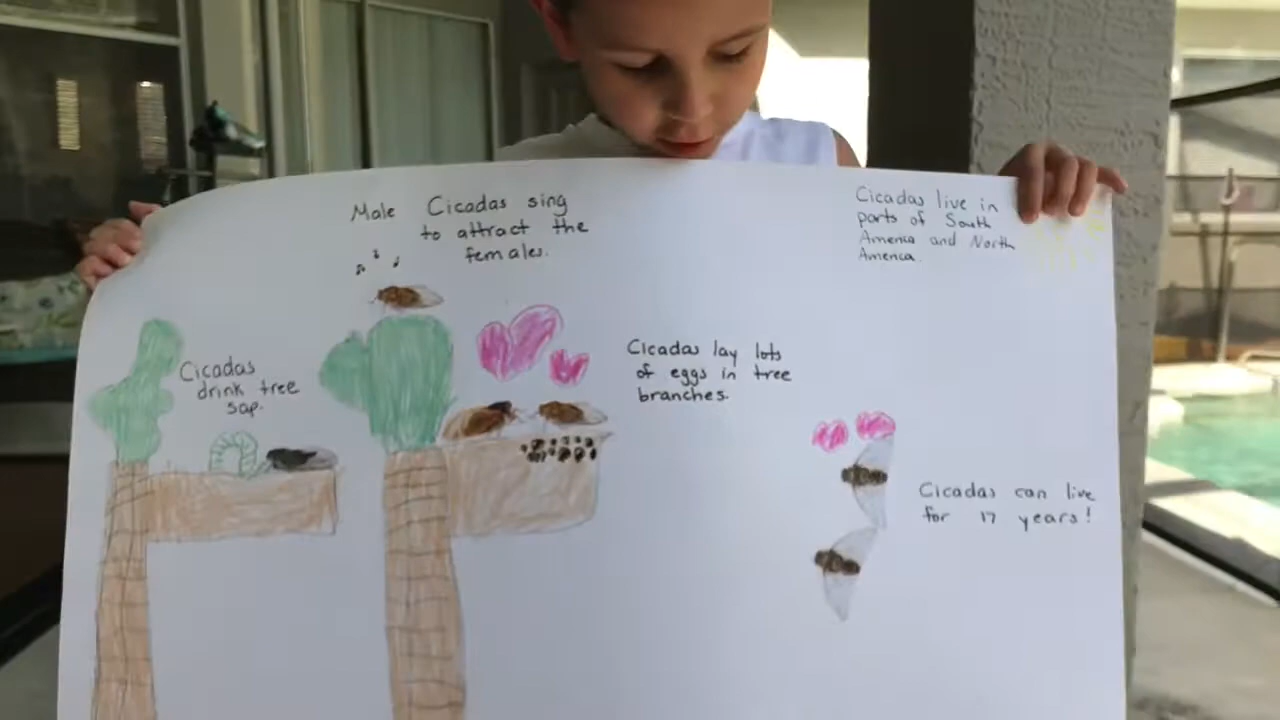 Male Cicadas sing
to attract the
females.
Cicadas live in
parts of South
America and North
America.
Cicadas
drink tree
sap.
Cicadas lay lots
of eggs in tree
branches.
Cicadas can live
for 17 years!